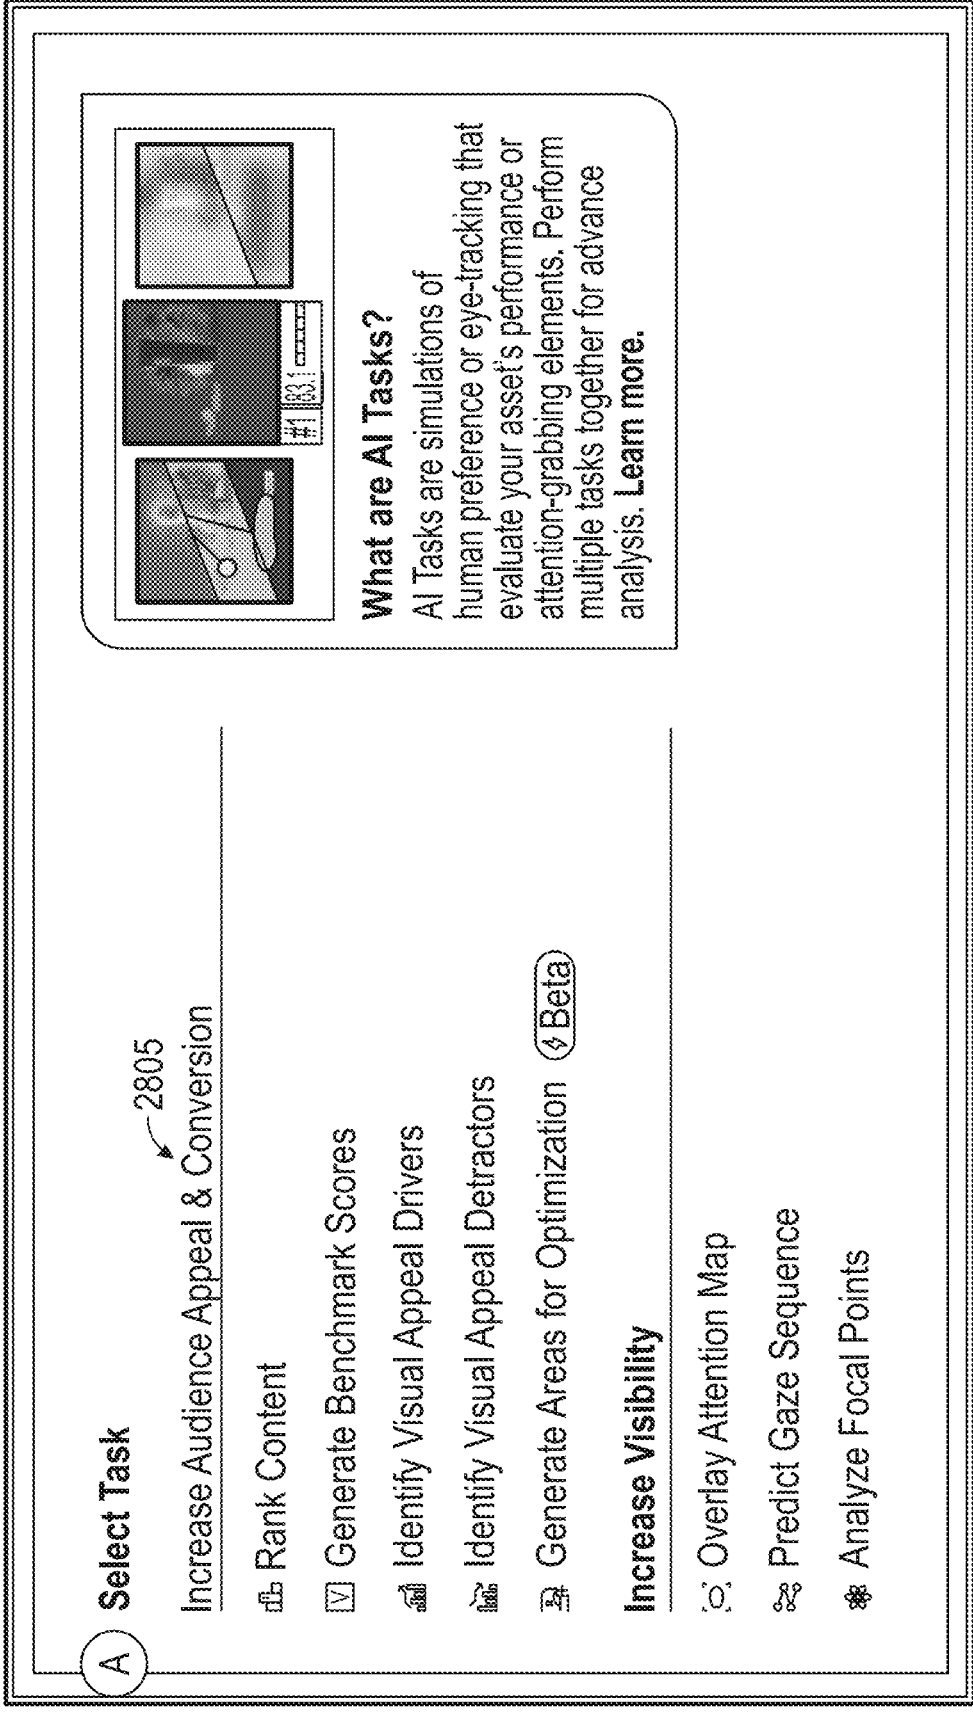 A
Select Task
2805
Increase Audience Appeal & Conversion
Rank Content
V Generate Benchmark Scores
Identify Visual Appeal Drivers
Identify Visual Appeal Detractors
Generate Areas for Optimization Beta
Increase Visibility
Overlay Attention Map
Predict Gaze Sequence
Analyze Focal Points
#1 83.1
What are AI Tasks?
AI Tasks are simulations of
human preference or eye-tracking that
evaluate your asset's performance or
attention-grabbing elements. Perform
multiple tasks together for advance
analysis. Learn more.